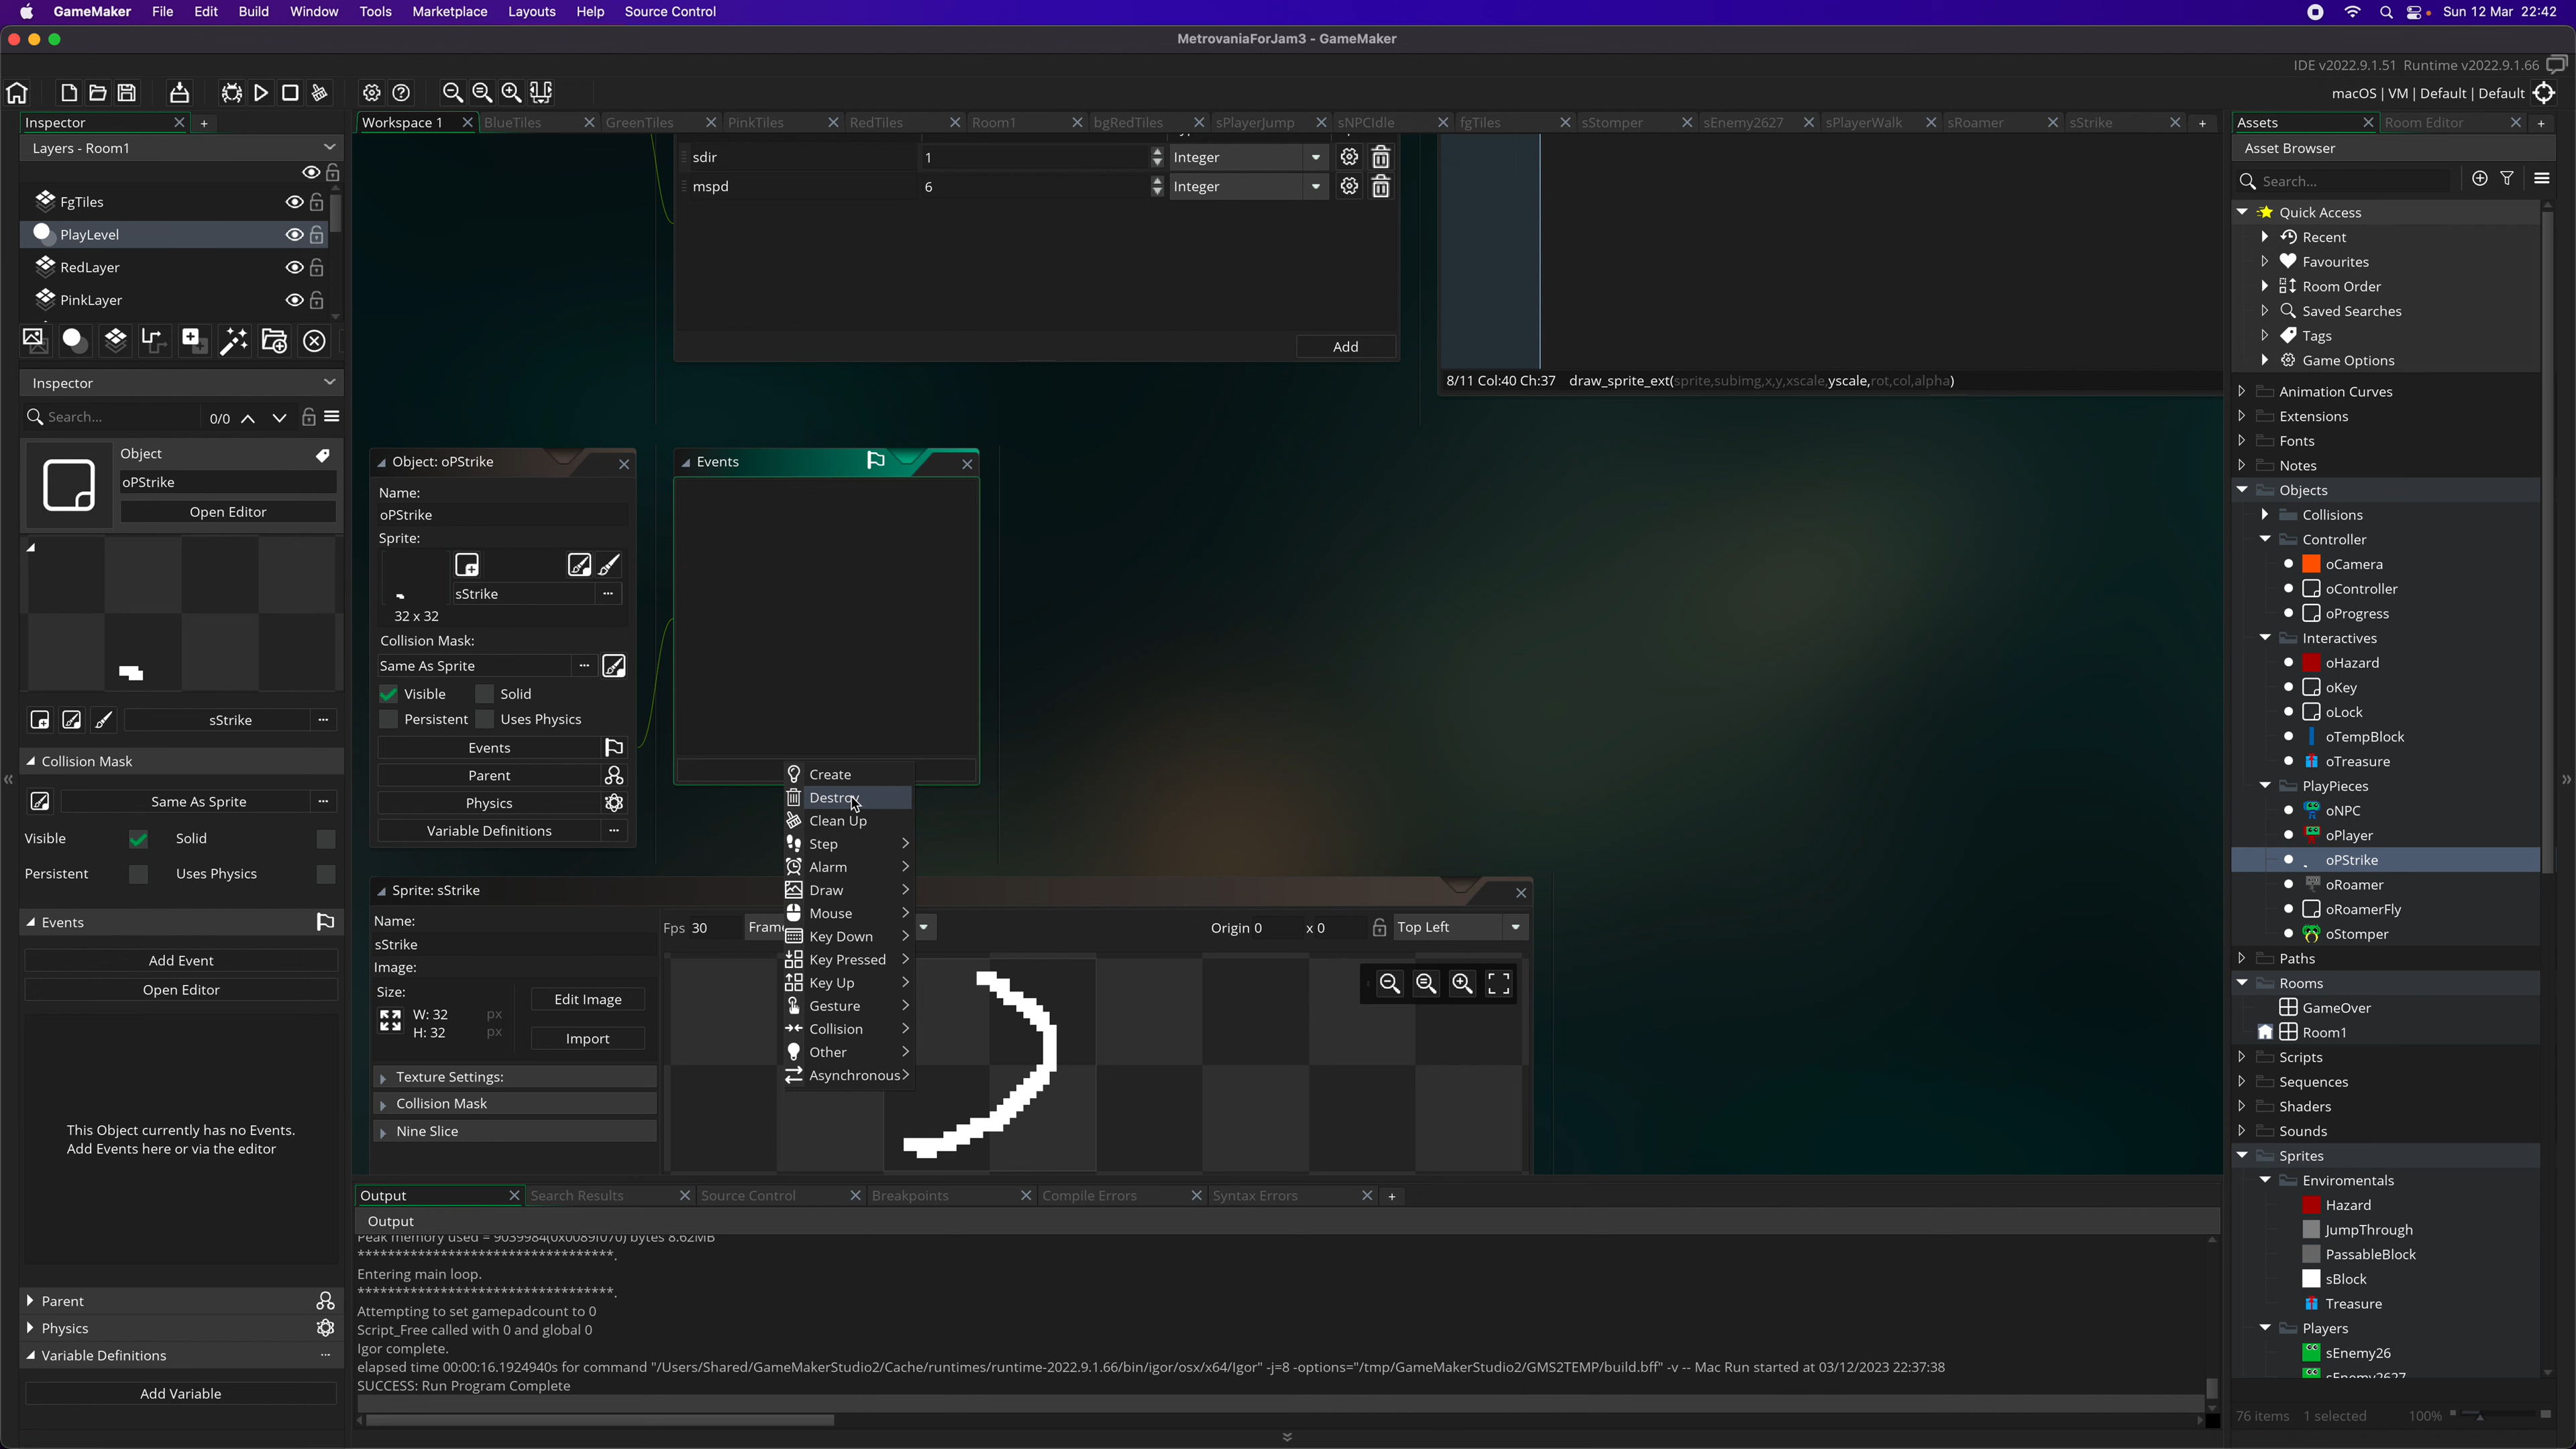 GameMaker File Edit Build Window Tools Marketplace Layouts Help Source Control Sun 12 Mar 22:42
MetrovaniaForJam3 - GameMaker
IDE v2022.9.1.51 Runtime v2022.9.1.66
macOS | VM | Default | Default
Inspector
Workspace 1 BlueTiles GreenTiles PinkTiles RedTiles Room1 bgRedTiles sPlayerJump sNPCIdle fgTiles sStomper sEnemy2627 sPlayerWalk sRoamer sStrike
Assets Room Editor
Layers - Room1
FgTiles
PlayLevel
RedLayer
PinkLayer
Inspector
Search... 0/0
Object
oPStrike
Open Editor
sStrike
Collision Mask
Same As Sprite
Visible Solid
Persistent Uses Physics
Events
Add Event
Open Editor
This Object currently has no Events.
Add Events here or via the editor
Parent
Physics
Variable Definitions
Add Variable
sdir 1 Integer
mspd 6 Integer
Add
8/11 Col:40 Ch:37 draw_sprite_ext(sprite,subimg,x,y,xscale,yscale,rot,col,alpha)
Object: oPStrike
Name:
oPStrike
Sprite:
sStrike
32 x 32
Collision Mask:
Same As Sprite
Visible Solid
Persistent Uses Physics
Events
Parent
Physics
Variable Definitions
Events
Create
Destroy
Clean Up
Step
Alarm
Draw
Mouse
Key Down
Key Pressed
Key Up
Gesture
Collision
Other
Asynchronous
Sprite: sStrike
Name:
sStrike
Image:
Size:
W: 32 px
H: 32 px
Edit Image
Import
Texture Settings:
Collision Mask
Nine Slice
Fps 30
Origin 0 x 0 Top Left
Output Search Results Source Control Breakpoints Compile Errors Syntax Errors
Output
Peak memory used = 9039984(0x0089f070) bytes 8.62MB
**********************************.
Entering main loop.
**********************************.
Attempting to set gamepadcount to 0
Script_Free called with 0 and global 0
Igor complete.
elapsed time 00:00:16.1924940s for command "/Users/Shared/GameMakerStudio2/Cache/runtimes/runtime-2022.9.1.66/bin/igor/osx/x64/Igor" -j=8 -options="/tmp/GameMakerStudio2/GMS2TEMP/build.bff" -v -- Mac Run started at 03/12/2023 22:37:38
SUCCESS: Run Program Complete
Asset Browser
Search...
Quick Access
Recent
Favourites
Room Order
Saved Searches
Tags
Game Options
Animation Curves
Extensions
Fonts
Notes
Objects
Collisions
Controller
oCamera
oController
oProgress
Interactives
oHazard
oKey
oLock
oTempBlock
oTreasure
PlayPieces
oNPC
oPlayer
oPStrike
oRoamer
oRoamerFly
oStomper
Paths
Rooms
GameOver
Room1
Scripts
Sequences
Shaders
Sounds
Sprites
Enviromentals
Hazard
JumpThrough
PassableBlock
sBlock
Treasure
Players
sEnemy26
sEnemy2627
76 items 1 selected 100%